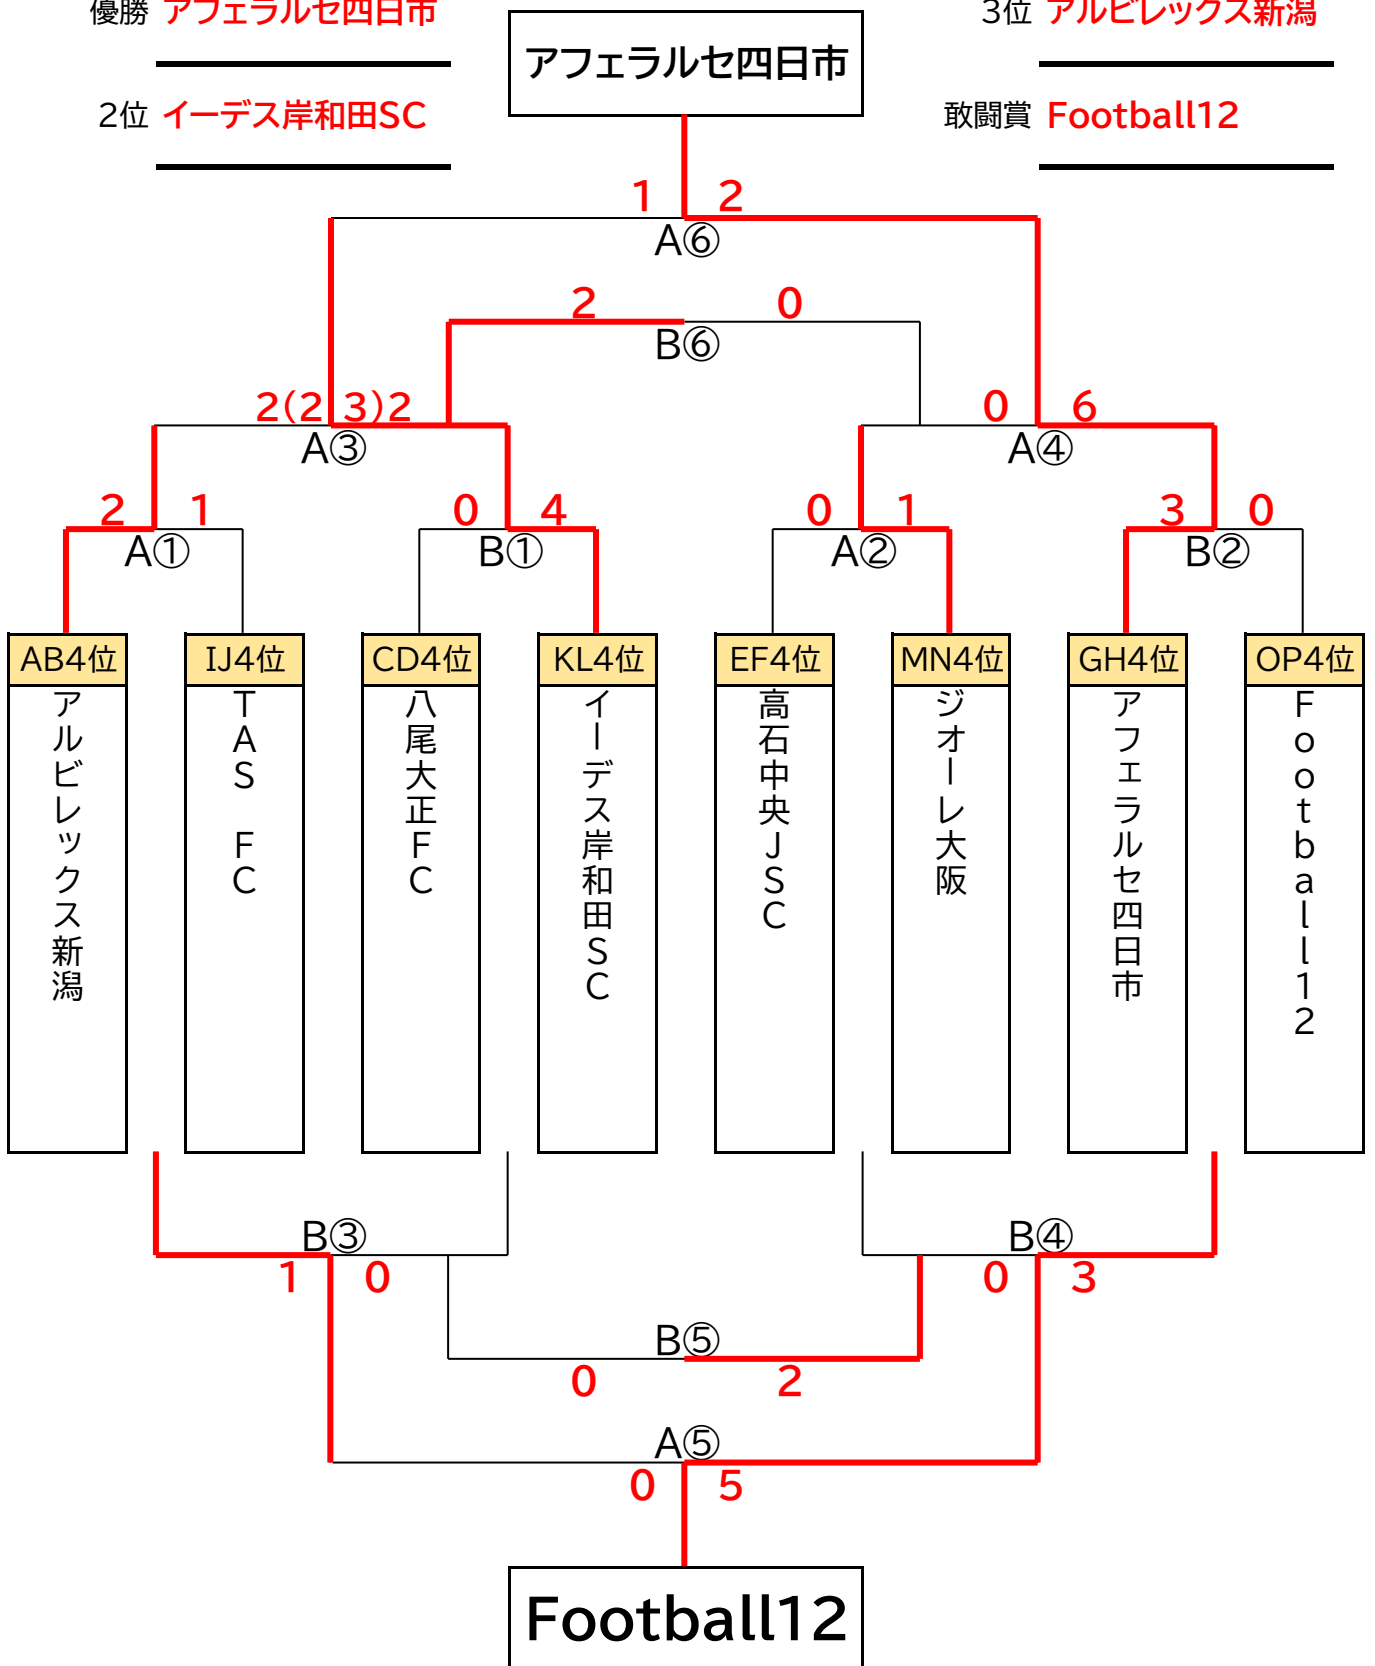 優勝 アフェラルセ四日市
3位 アルビレックス新潟
アフェラルセ四日市
2位 イーデス岸和田SC
敢闘賞 Football12
1 2
A⑥
2 0
B⑥
2(2 3)2
0 6
A③
A④
2 1
0 4
0 1
3 0
A①
B①
A②
B②
AB4位
IJ4位
CD4位
KL4位
EF4位
MN4位
GH4位
OP4位
アルビレックス新潟
TAS FC
八尾大正FC
イーデス岸和田SC
高石中央JSC
ジオーレ大阪
アフェラルセ四日市
Football12
B③
B④
1 0
0 3
B⑤
0 2
A⑤
0 5
Football12